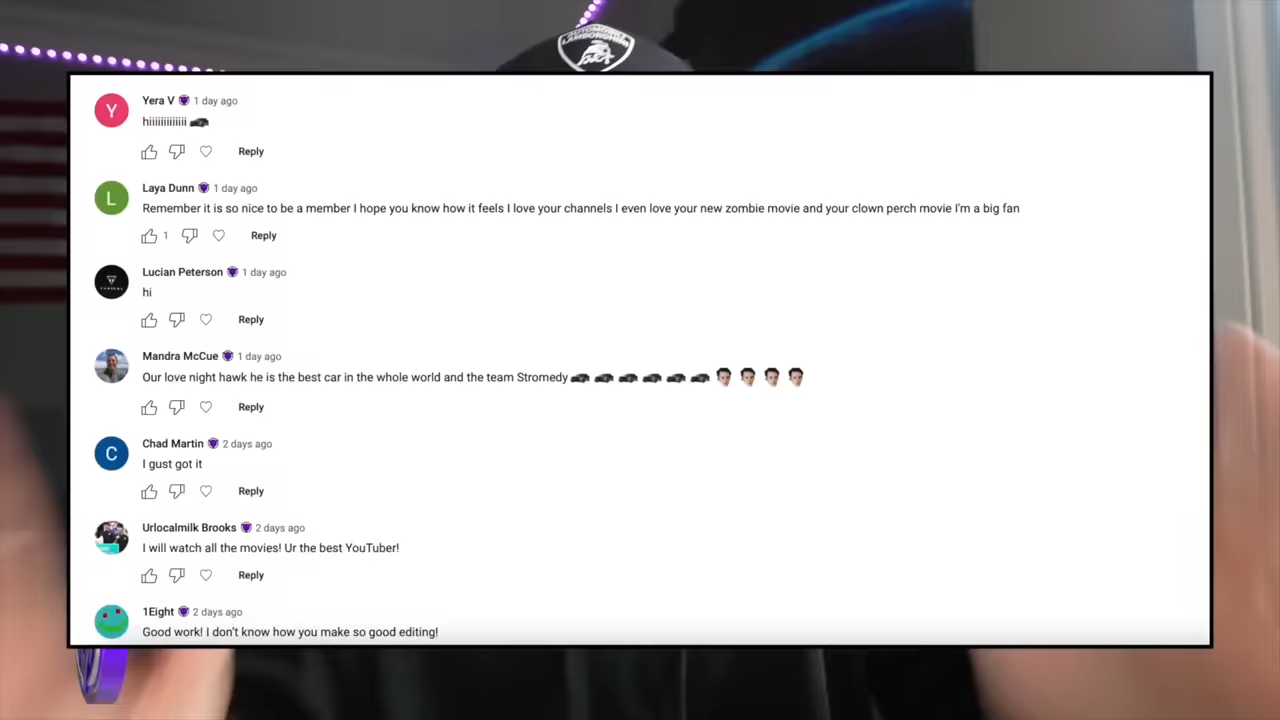 AUTOMOBILI
LAMBORGHINI
Y
Yera V 1 day ago
hiiiiiiiiiiiii
Reply
L
Laya Dunn 1 day ago
Remember it is so nice to be a member I hope you know how it feels I love your channels I even love your new zombie movie and your clown perch movie I'm a big fan
1
Reply
Lucian Peterson 1 day ago
hi
Reply
Mandra McCue 1 day ago
Our love night hawk he is the best car in the whole world and the team Stromedy
Reply
C
Chad Martin 2 days ago
I gust got it
Reply
Urlocalmilk Brooks 2 days ago
I will watch all the movies! Ur the best YouTuber!
Reply
1Eight 2 days ago
Good work! I don't know how you make so good editing!